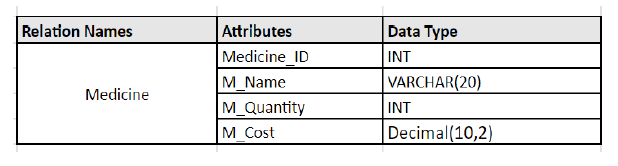 Relation Names Attributes Data Type
Medicine_ID INT
M_Name VARCHAR(20)
Medicine
M_Quantity INT
M_Cost Decimal(10,2)